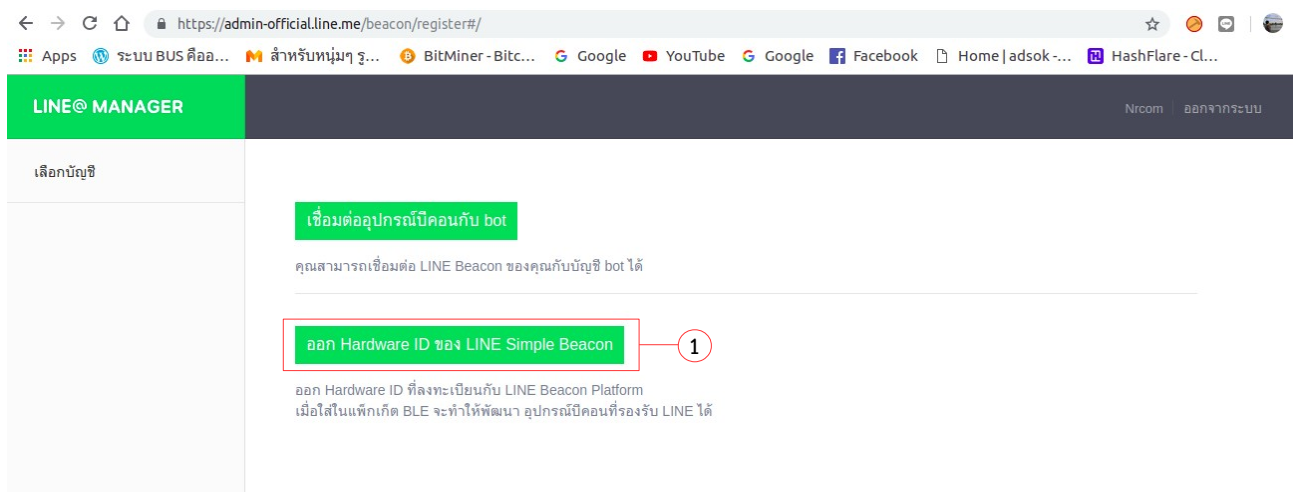 https://admin-official.line.me/beacon/register#/
Apps ระบบ BUS คืออ... สำหรับหนุ่มๆ รู... BitMiner - Bitc... Google YouTube Google Facebook Home | adsok -... HashFlare - Cl...
LINE@ MANAGER
Nrcom ออกจากระบบ
เลือกบัญชี
เชื่อมต่ออุปกรณ์บีคอนกับ bot
คุณสามารถเชื่อมต่อ LINE Beacon ของคุณกับบัญชี bot ได้
ออก Hardware ID ของ LINE Simple Beacon
1
ออก Hardware ID ที่ลงทะเบียนกับ LINE Beacon Platform
เมื่อใส่ในแพ็กเก็ต BLE จะทำให้พัฒนา อุปกรณ์บีคอนที่รองรับ LINE ได้